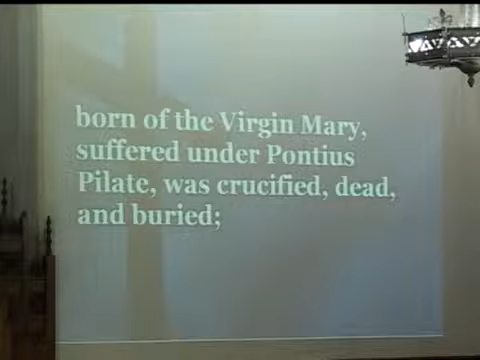 born of the Virgin Mary,
suffered under Pontius
Pilate, was crucified, dead,
and buried;